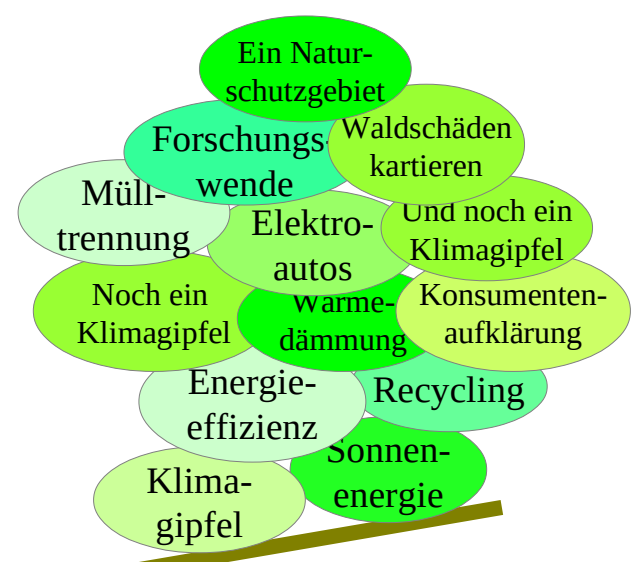 Ein Natur-
schutzgebiet
Forschungs-
wende
Waldschäden
kartieren
Müll-
trennung
Elektro-
autos
Und noch ein
Klimagipfel
Noch ein
Klimagipfel
Wärme-
dämmung
Konsumenten-
aufklärung
Energie-
effizienz
Recycling
Sonnen-
energie
Klima-
gipfel